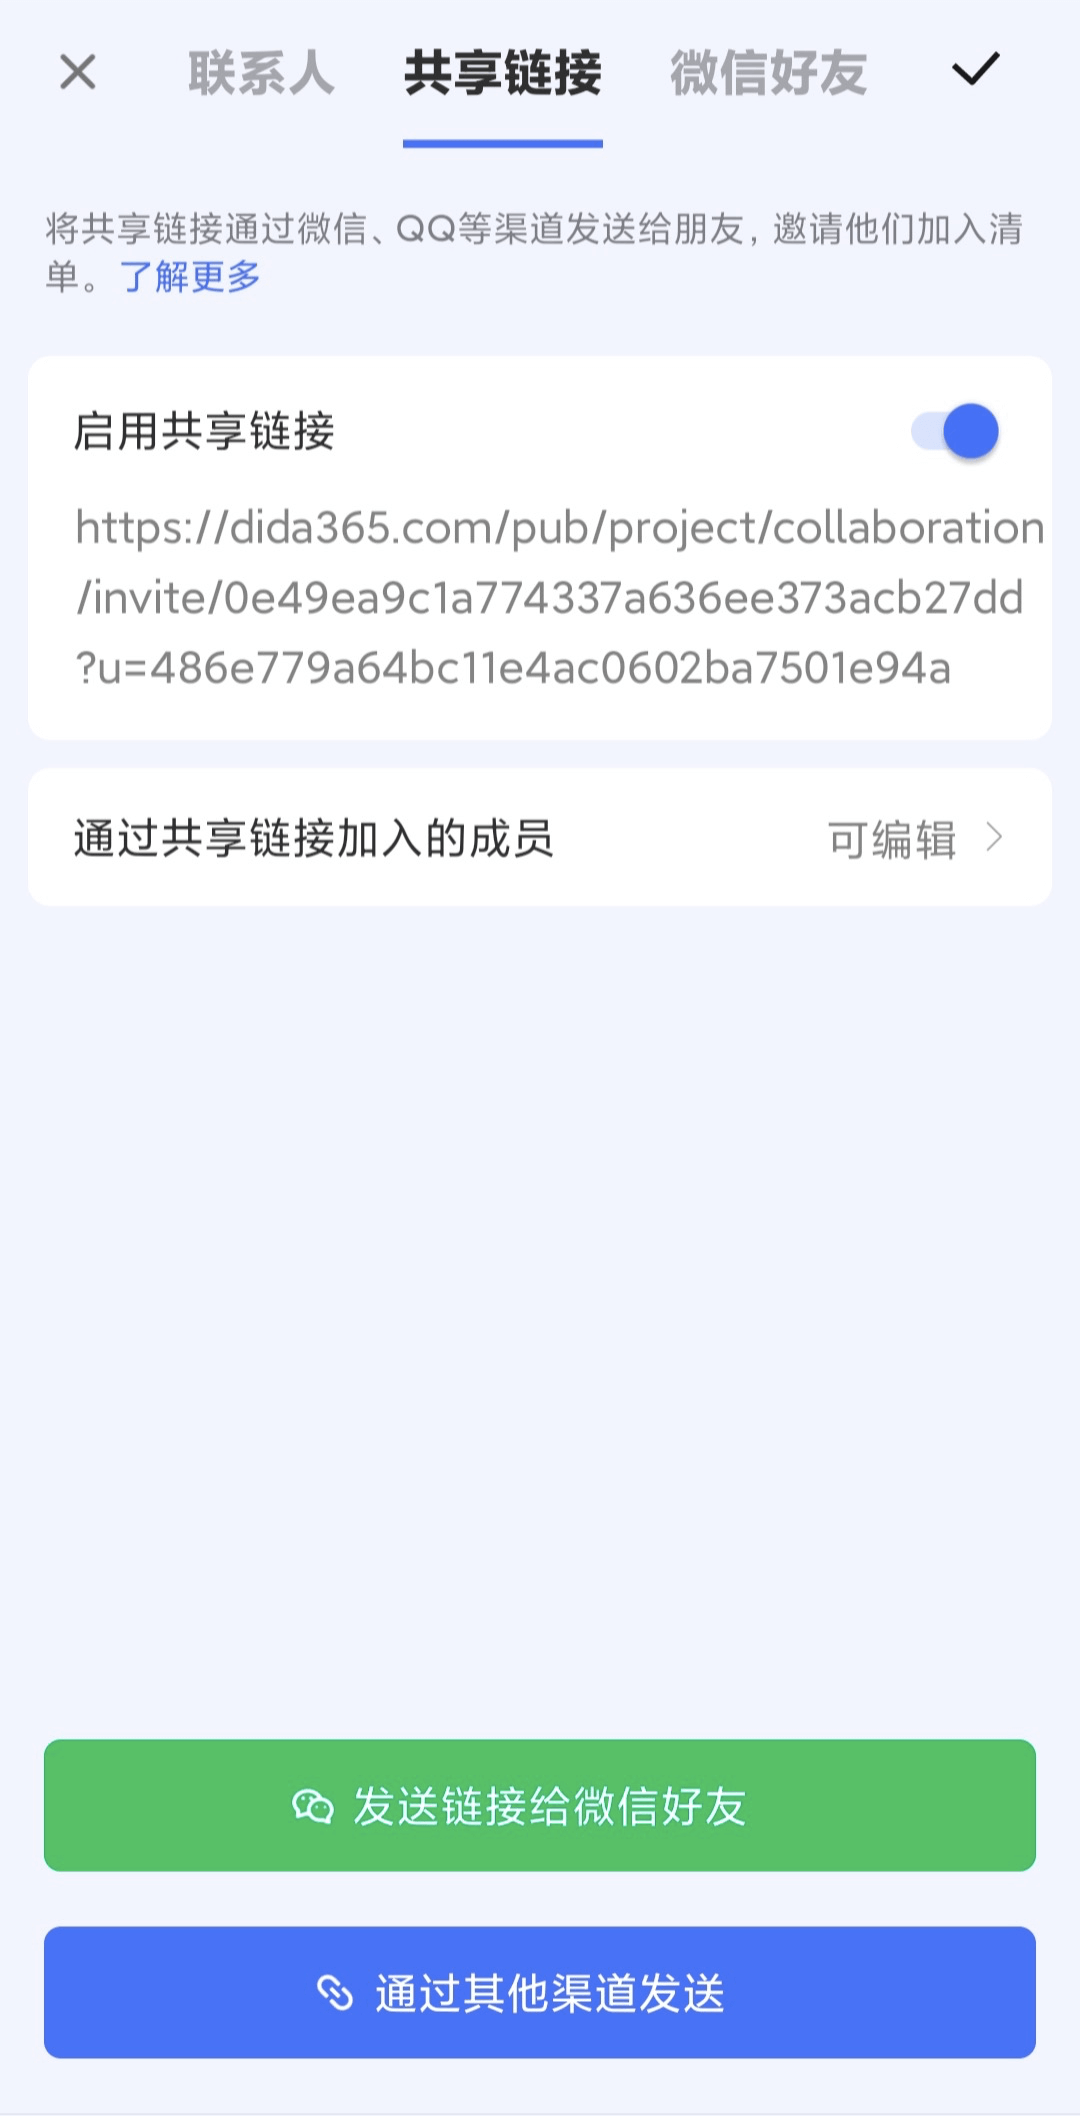 联系人 共享链接 微信好友
将共享链接通过微信、QQ等渠道发送给朋友，邀请他们加入清
单。了解更多
启用共享链接
https://dida365.com/pub/project/collaboration
/invite/0e49ea9c1a774337a636ee373acb27dd
?u=486e779a64bc11e4ac0602ba7501e94a
通过共享链接加入的成员 可编辑
发送链接给微信好友
通过其他渠道发送